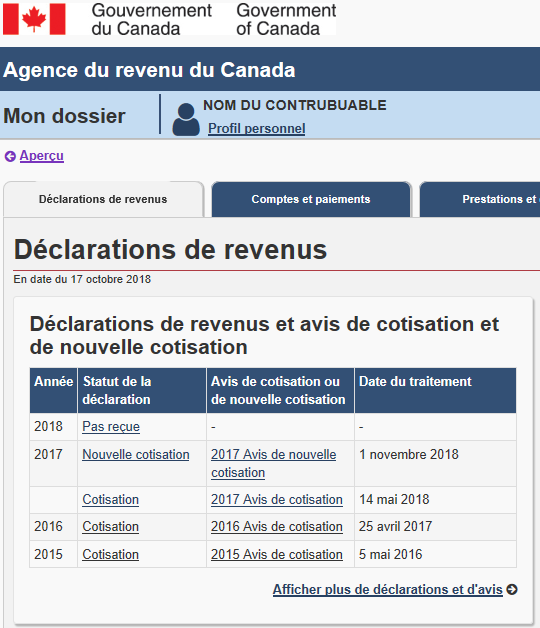 Gouvernement du Canada
Government of Canada
Agence du revenu du Canada
Mon dossier
NOM DU CONTRUBUABLE
Profil personnel
Aperçu
Déclarations de revenus
Comptes et paiements
Prestations et
Déclarations de revenus
En date du 17 octobre 2018
Déclarations de revenus et avis de cotisation et
de nouvelle cotisation
Année Statut de la déclaration Avis de cotisation ou de nouvelle cotisation Date du traitement
2018 Pas reçue - -
2017 Nouvelle cotisation 2017 Avis de nouvelle cotisation 1 novembre 2018
Cotisation 2017 Avis de cotisation 14 mai 2018
2016 Cotisation 2016 Avis de cotisation 25 avril 2017
2015 Cotisation 2015 Avis de cotisation 5 mai 2016
Afficher plus de déclarations et d'avis